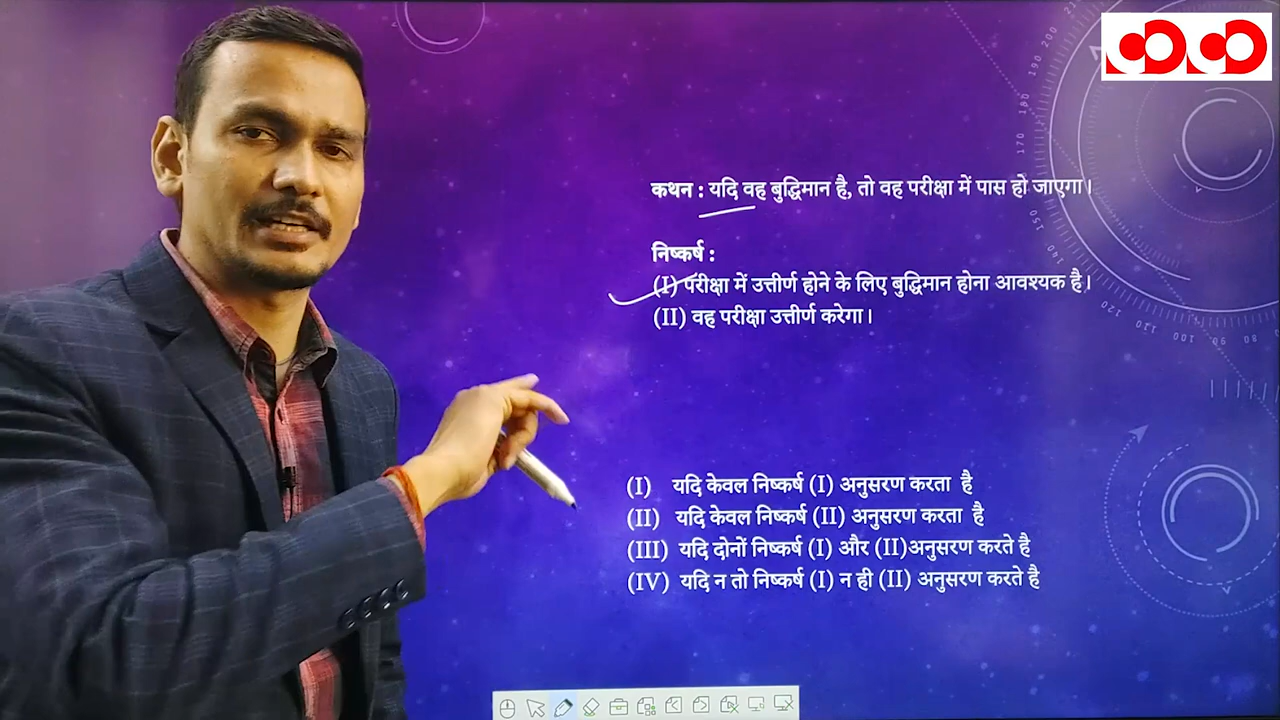 कथन : यदि वह बुद्धिमान है, तो वह परीक्षा में पास हो जाएगा।
निष्कर्ष :
(I) परीक्षा में उत्तीर्ण होने के लिए बुद्धिमान होना आवश्यक है।
(II) वह परीक्षा उत्तीर्ण करेगा।
(I) यदि केवल निष्कर्ष (I) अनुसरण करता है
(II) यदि केवल निष्कर्ष (II) अनुसरण करता है
(III) यदि दोनों निष्कर्ष (I) और (II)अनुसरण करते है
(IV) यदि न तो निष्कर्ष (I) न ही (II) अनुसरण करते है